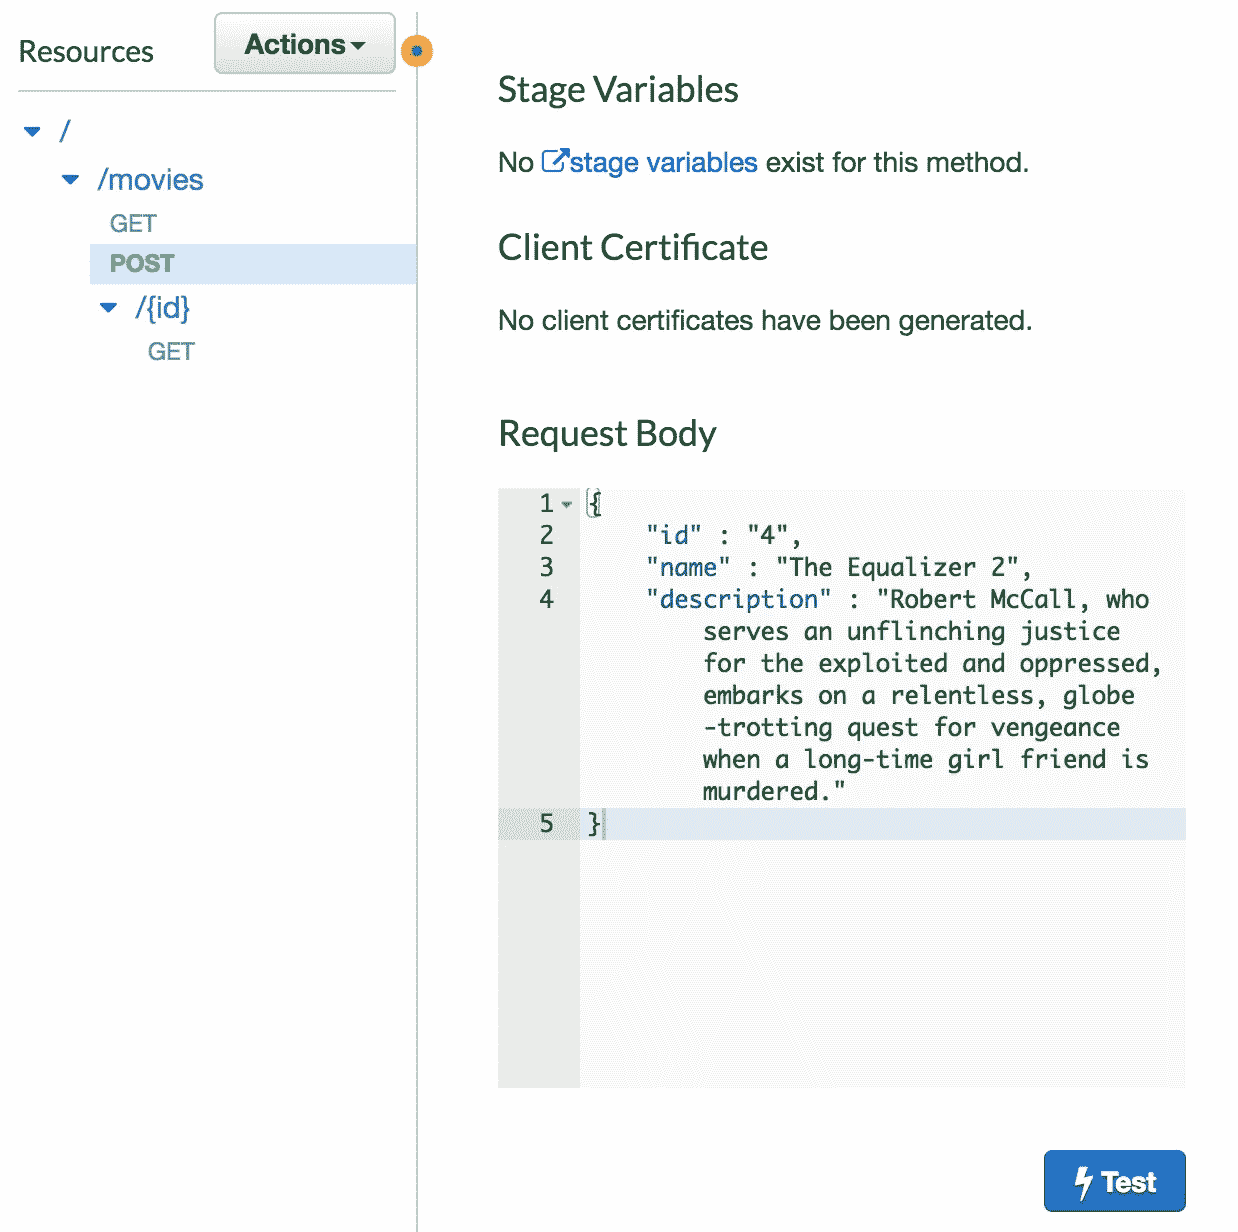 Resources
Actions
/
/movies
GET
POST
/{id}
GET
Stage Variables
No stage variables exist for this method.
Client Certificate
No client certificates have been generated.
Request Body
1 {
2 "id" : "4",
3 "name" : "The Equalizer 2",
4 "description" : "Robert McCall, who
serves an unflinching justice
for the exploited and oppressed,
embarks on a relentless, globe
-trotting quest for vengeance
when a long-time girl friend is
murdered."
5 }
Test